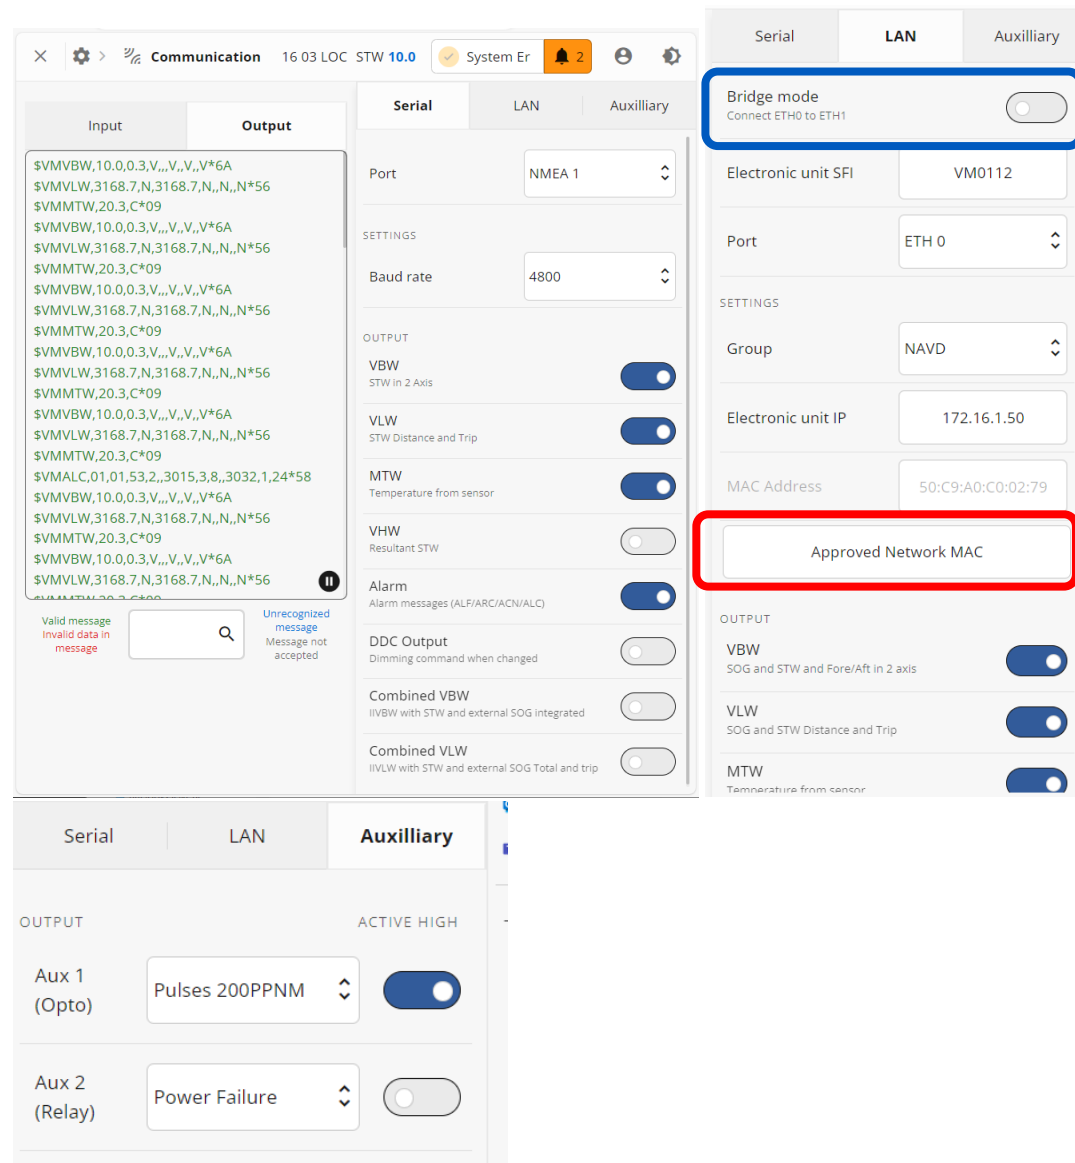 Communication 16 03 LOC STW 10.0 System Er 2
Input Output
$VMVBW,10.0,0.3,V,,,V,,V,,V*6A
$VMVLW,3168.7,N,3168.7,N,,N,,N*56
$VMMTW,20.3,C*09
$VMVBW,10.0,0.3,V,,,V,,V,,V*6A
$VMVLW,3168.7,N,3168.7,N,,N,,N*56
$VMMTW,20.3,C*09
$VMVBW,10.0,0.3,V,,,V,,V,,V*6A
$VMVLW,3168.7,N,3168.7,N,,N,,N*56
$VMMTW,20.3,C*09
$VMVBW,10.0,0.3,V,,,V,,V,,V*6A
$VMVLW,3168.7,N,3168.7,N,,N,,N*56
$VMMTW,20.3,C*09
$VMVBW,10.0,0.3,V,,,V,,V,,V*6A
$VMVLW,3168.7,N,3168.7,N,,N,,N*56
$VMMTW,20.3,C*09
$VMALC,01,01,53,2,,3015,3,8,,3032,1,24*58
$VMVBW,10.0,0.3,V,,,V,,V,,V*6A
$VMVLW,3168.7,N,3168.7,N,,N,,N*56
$VMMTW,20.3,C*09
$VMVBW,10.0,0.3,V,,,V,,V,,V*6A
$VMVLW,3168.7,N,3168.7,N,,N,,N*56
$VMMTW,20.3,C*09
Valid message
Invalid data in
message
Unrecognized
message
Message not
accepted
Serial LAN Auxilliary
Port NMEA 1
SETTINGS
Baud rate 4800
OUTPUT
VBW
STW in 2 Axis
VLW
STW Distance and Trip
MTW
Temperature from sensor
VHW
Resultant STW
Alarm
Alarm messages (ALF/ARC/ACN/ALC)
DDC Output
Dimming command when changed
Combined VBW
IIVBW with STW and external SOG integrated
Combined VLW
IIVLW with STW and external SOG Total and trip
Serial LAN Auxilliary
Bridge mode
Connect ETH0 to ETH1
Electronic unit SFI VM0112
Port ETH 0
SETTINGS
Group NAVD
Electronic unit IP 172.16.1.50
MAC Address 50:C9:A0:C0:02:79
Approved Network MAC
OUTPUT
VBW
SOG and STW and Fore/Aft in 2 axis
VLW
SOG and STW Distance and Trip
MTW
Temperature from sensor
Serial LAN Auxilliary
OUTPUT ACTIVE HIGH
Aux 1
(Opto)
Pulses 200PPNM
Aux 2
(Relay)
Power Failure